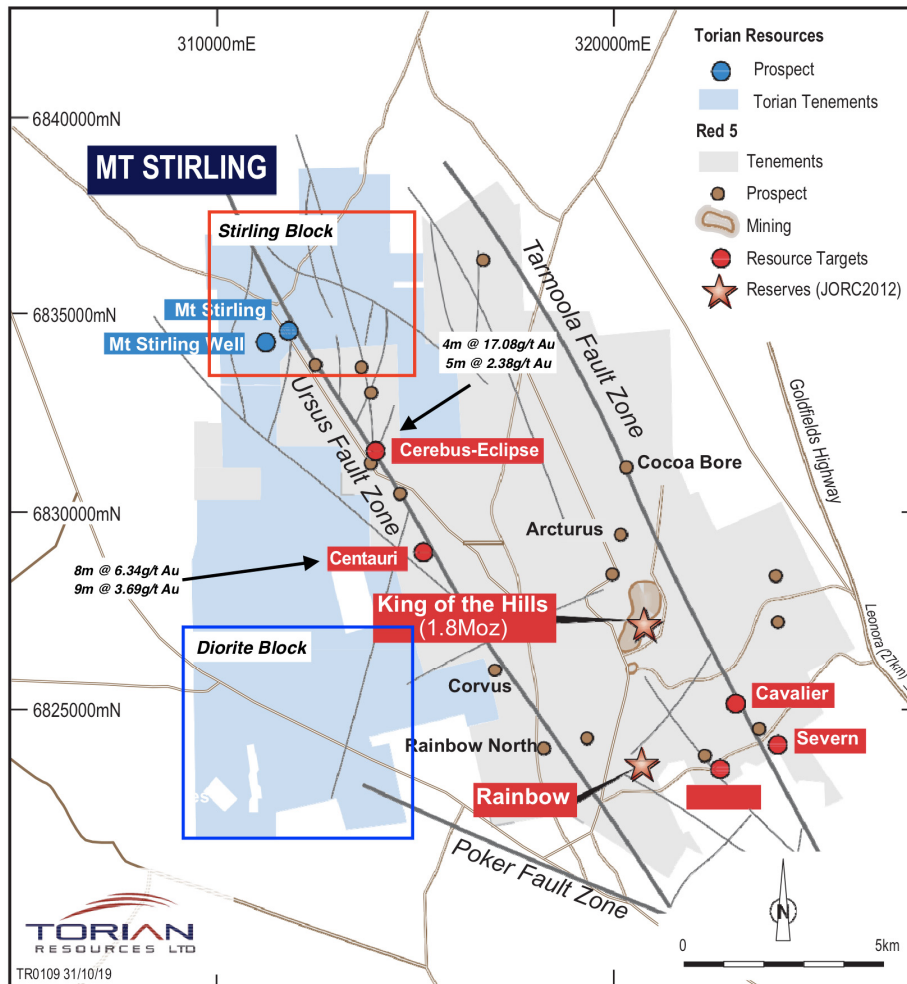 310000mE
320000mE
Torian Resources
Prospect
Torian Tenements
Red 5
Tenements
Prospect
Mining
Resource Targets
Reserves (JORC2012)
6840000mN
MT STIRLING
Stirling Block
Tarmoola Fault Zone
6835000mN
Mt Stirling
Mt Stirling Well
4m @ 17.08g/t Au
5m @ 2.38g/t Au
Ursus Fault Zone
Goldfields Highway
Cerebus-Eclipse
Cocoa Bore
6830000mN
Arcturus
Centauri
8m @ 6.34g/t Au
9m @ 3.69g/t Au
King of the Hills
(1.8Moz)
Leonora (27km)
Diorite Block
Corvus
Cavalier
6825000mN
Rainbow North
Severn
Rainbow
Poker Fault Zone
N
TORIAN
RESOURCES LTD
0
5km
TR0109 31/10/19